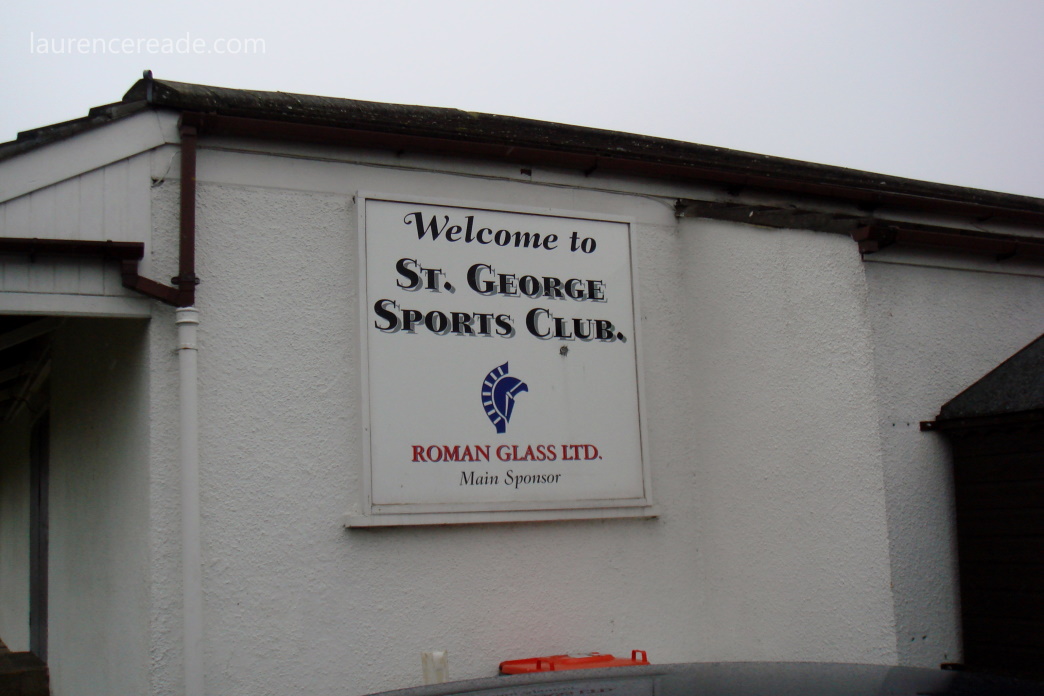 laurencereade.com
Welcome to
ST. GEORGE
SPORTS CLUB.
ROMAN GLASS LTD.
Main Sponsor